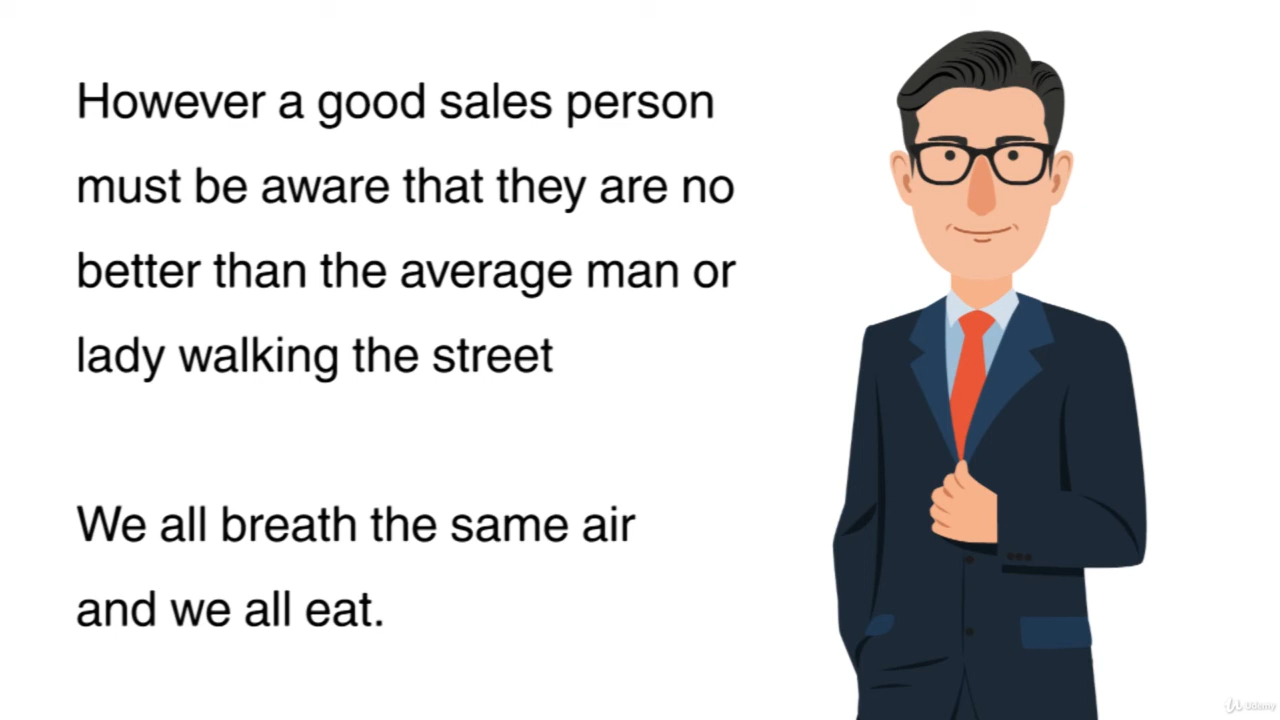 However a good sales person
must be aware that they are no
better than the average man or
lady walking the street
We all breath the same air
and we all eat.
Udemy